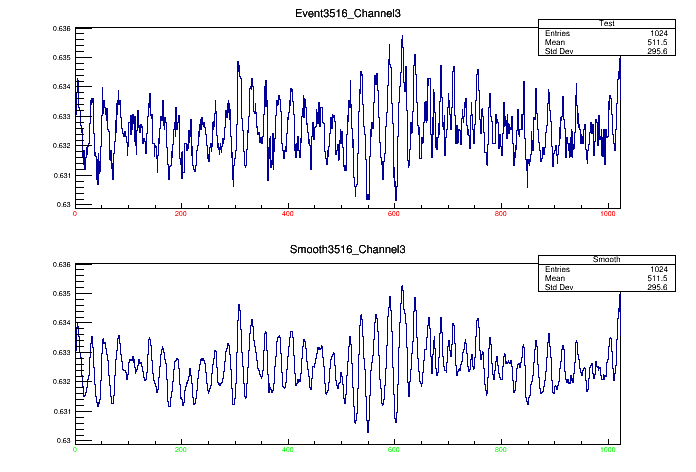 Event3516_Channel3
Test
Entries 1024
Mean 511.5
Std Dev 295.6
0.636
0.635
0.634
0.633
0.632
0.631
0.63
0 200 400 600 800 1000
Smooth3516_Channel3
Smooth
Entries 1024
Mean 511.5
Std Dev 295.6
0.636
0.635
0.634
0.633
0.632
0.631
0.63
0 200 400 600 800 1000